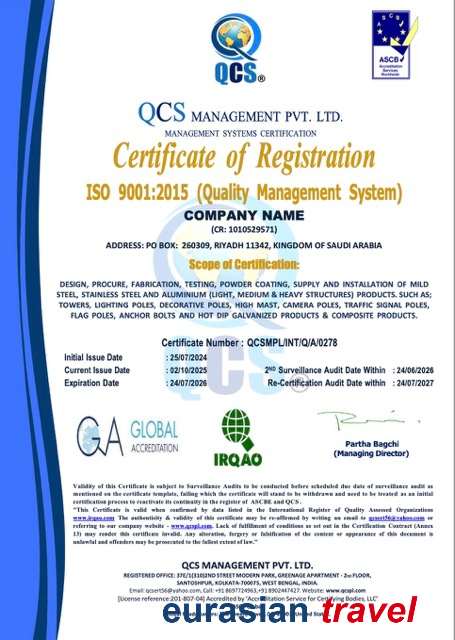 QCS®
ASCB
Accreditation
Services
Worldwide
QCS MANAGEMENT PVT. LTD.
MANAGEMENT SYSTEMS CERTIFICATION
Certificate of Registration
ISO 9001:2015 (Quality Management System)
COMPANY NAME
(CR: 1010529571)
ADDRESS: PO BOX: 260309, RIYADH 11342, KINGDOM OF SAUDI ARABIA
Scope of Certification:
DESIGN, PROCURE, FABRICATION, TESTING, POWDER COATING, SUPPLY AND INSTALLATION OF MILD
STEEL, STAINLESS STEEL AND ALUMINIUM (LIGHT, MEDIUM & HEAVY STRUCTURES) PRODUCTS. SUCH AS;
TOWERS, LIGHTING POLES, DECORATIVE POLES, HIGH MAST, CAMERA POLES, TRAFFIC SIGNAL POLES,
FLAG POLES, ANCHOR BOLTS AND HOT DIP GALVANIZED PRODUCTS & COMPOSITE PRODUCTS.
Certificate Number : QCSMPL/INT/Q/A/0278
Initial Issue Date : 25/07/2024
Current Issue Date : 02/10/2025 2ND Surveillance Audit Date Within : 24/06/2026
Expiration Date : 24/07/2026 Re-Certification Audit Date within : 24/07/2027
QCS®
GA GLOBAL
ACCREDITATION
IRQAO
Partha Bagchi
(Managing Director)
Validity of this Certificate is subject to Surveillance Audits to be conducted before scheduled due date of surveillance audit as
mentioned on the certificate template, failing which the certificate will stand to be withdrawn and need to be treated as an initial
certification process to reactivate its continuity in the register of ASCBE and QCS .
"This Certificate is valid when confirmed by data listed in the International Register of Quality Assessed Organizations
www.irqao.com The authenticity & validity of this certificate may be re-affirmed by writing an email to qcscert56@yahoo.com or
referring to our company website - www.qcspl.com. Lack of fulfilment of conditions as set out in the Certification Contract (Annex
13) may render this certificate invalid. Any alteration, forgery or falsification of the content or appearance of this document is
unlawful and offenders may be prosecuted to the fullest extent of law."
QCS MANAGEMENT PVT. LTD.
REGISTERED OFFICE: 37E/1(E310)2ND STREET MODERN PARK, GREENAGE APARTMENT - 2ND FLOOR,
SANTOSHPUR, KOLKATA-700075, WEST BENGAL, INDIA.
Email: qcsert56@yahoo.com, Call: +91 8697724963,+91 8902447427. Website: www.qcspl.com
[License reference:201-807-04] Accredited by "Accreditation Service for Certifying Bodies, LLC"
eurasian travel